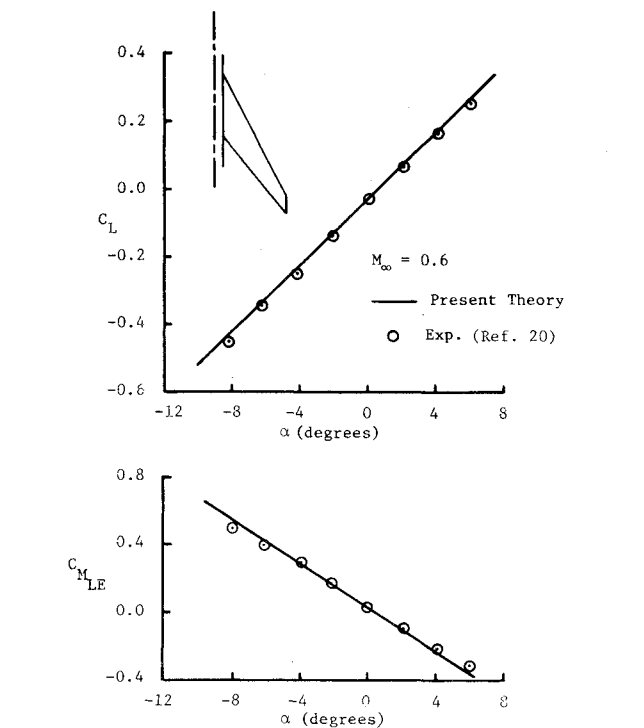 0.4
0.2
0.0
C_L
-0.2
M∞ = 0.6
Present Theory
-0.4
Exp. (Ref. 20)
-0.6
-12 -8 -4 0 4 8
α (degrees)
0.8
0.4
C_M_LE
0.0
-0.4
-12 -8 -4 0 4 8
α (degrees)